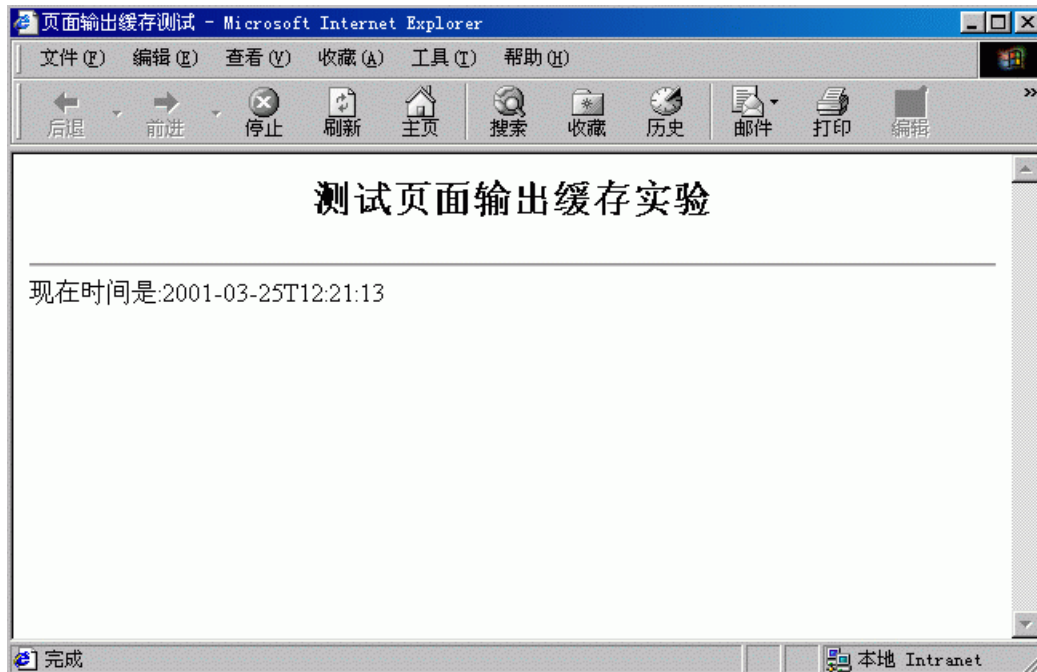 页面输出缓存测试 - Microsoft Internet Explorer
文件(F) 编辑(E) 查看(V) 收藏(A) 工具(T) 帮助(H)
后退 前进 停止 刷新 主页 搜索 收藏 历史 邮件 打印 编辑
测试页面输出缓存实验
现在时间是:2001-03-25T12:21:13
完成 本地 Intranet